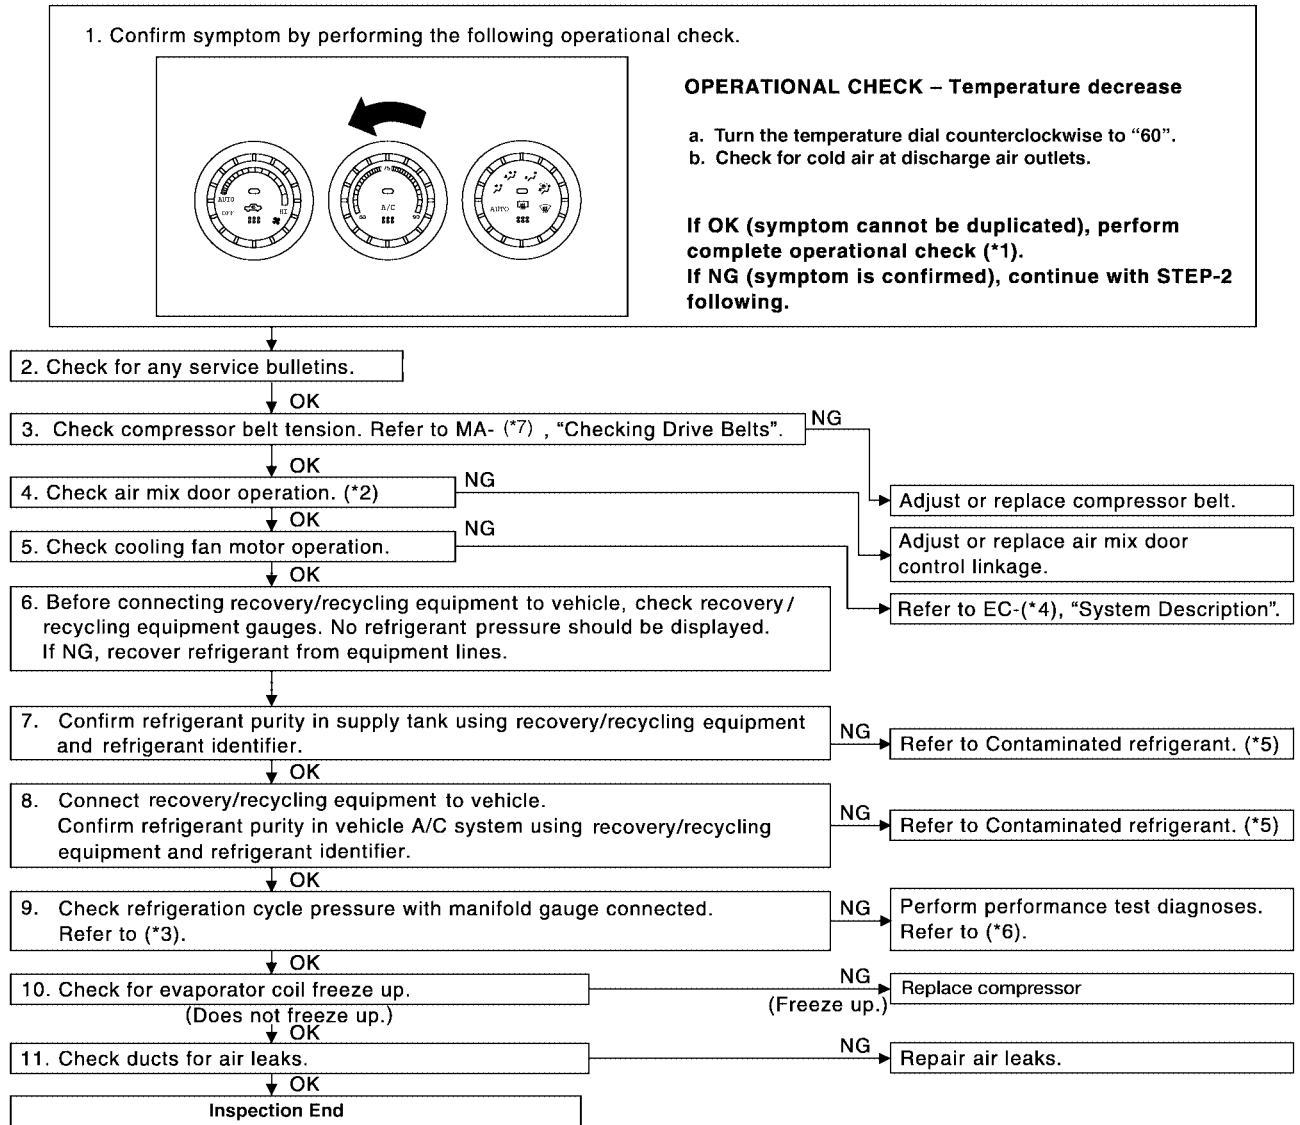 1. Confirm symptom by performing the following operational check.
AUTO
OFF
HI
75
A/C
60
90
AUTO
OPERATIONAL CHECK – Temperature decrease
a. Turn the temperature dial counterclockwise to “60”.
b. Check for cold air at discharge air outlets.
If OK (symptom cannot be duplicated), perform
complete operational check (*1).
If NG (symptom is confirmed), continue with STEP-2
following.
2. Check for any service bulletins.
OK
3. Check compressor belt tension. Refer to MA- (*7) , “Checking Drive Belts”.
NG
Adjust or replace compressor belt.
OK
4. Check air mix door operation. (*2)
NG
Adjust or replace air mix door
control linkage.
OK
5. Check cooling fan motor operation.
NG
Refer to EC-(*4), “System Description”.
OK
6. Before connecting recovery/recycling equipment to vehicle, check recovery/
recycling equipment gauges. No refrigerant pressure should be displayed.
If NG, recover refrigerant from equipment lines.
7. Confirm refrigerant purity in supply tank using recovery/recycling equipment
and refrigerant identifier.
NG
Refer to Contaminated refrigerant. (*5)
OK
8. Connect recovery/recycling equipment to vehicle.
Confirm refrigerant purity in vehicle A/C system using recovery/recycling
equipment and refrigerant identifier.
NG
Refer to Contaminated refrigerant. (*5)
OK
9. Check refrigeration cycle pressure with manifold gauge connected.
Refer to (*3).
NG
Perform performance test diagnoses.
Refer to (*6).
OK
10. Check for evaporator coil freeze up.
NG
(Freeze up.)
Replace compressor
(Does not freeze up.)
OK
11. Check ducts for air leaks.
NG
Repair air leaks.
OK
Inspection End